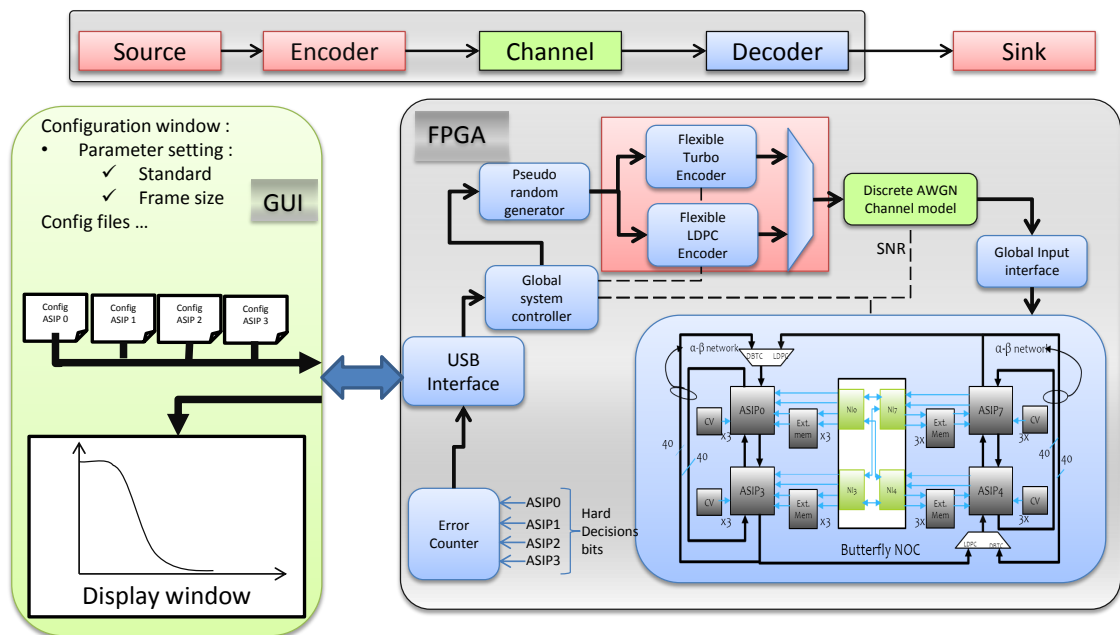 Source
Encoder
Channel
Decoder
Sink
Configuration window :
• Parameter setting :
✓ Standard
✓ Frame size
Config files ...
GUI
Config
ASIP 0
Config
ASIP 1
Config
ASIP 2
Config
ASIP 3
Display window
FPGA
Pseudo
random
generator
Flexible
Turbo
Encoder
Flexible
LDPC
Encoder
Discrete AWGN
Channel model
SNR
Global Input
interface
Global
system
controller
USB
Interface
Error
Counter
ASIP0
ASIP1
ASIP2
ASIP3
Hard
Decisions
bits
α-β network
DBTC
LDPC
α-β network
ASIP0
CV
x3
Ext.
mem
x3
NI0
NI7
Ext.
Mem
3x
ASIP7
CV
3x
40
40
40
40
ASIP3
CV
x3
Ext.
Mem
x3
NI3
NI4
Ext.
Mem
3x
ASIP4
CV
3x
Butterfly NOC
LDPC
DBTC